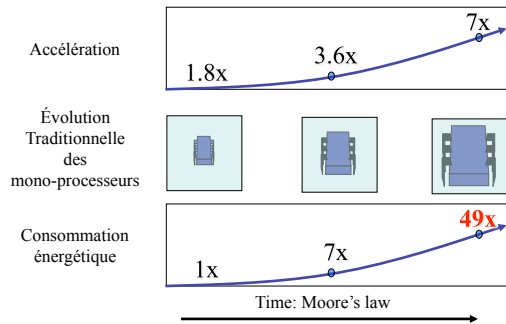 Accélération
1.8x
3.6x
7x
Évolution
Traditionnelle
des
mono-processeurs
Consommation
énergétique
1x
7x
49x
Time: Moore's law